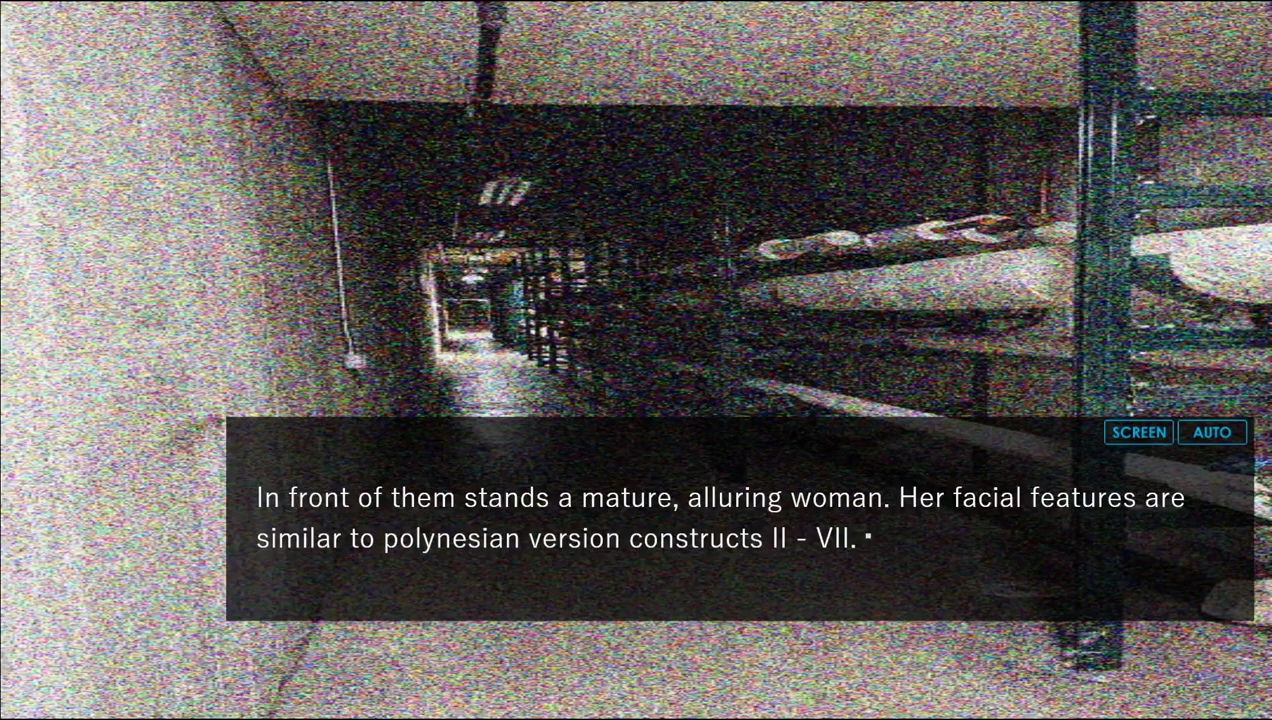 SCREEN AUTO
In front of them stands a mature, alluring woman. Her facial features are
similar to polynesian version constructs II - VII.